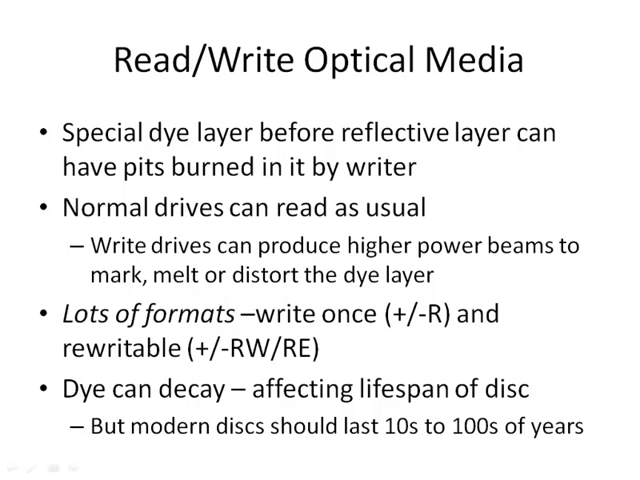 Read/Write Optical Media
• Special dye layer before reflective layer can
have pits burned in it by writer
• Normal drives can read as usual
– Write drives can produce higher power beams to
mark, melt or distort the dye layer
• Lots of formats –write once (+/-R) and
rewritable (+/-RW/RE)
• Dye can decay – affecting lifespan of disc
– But modern discs should last 10s to 100s of years